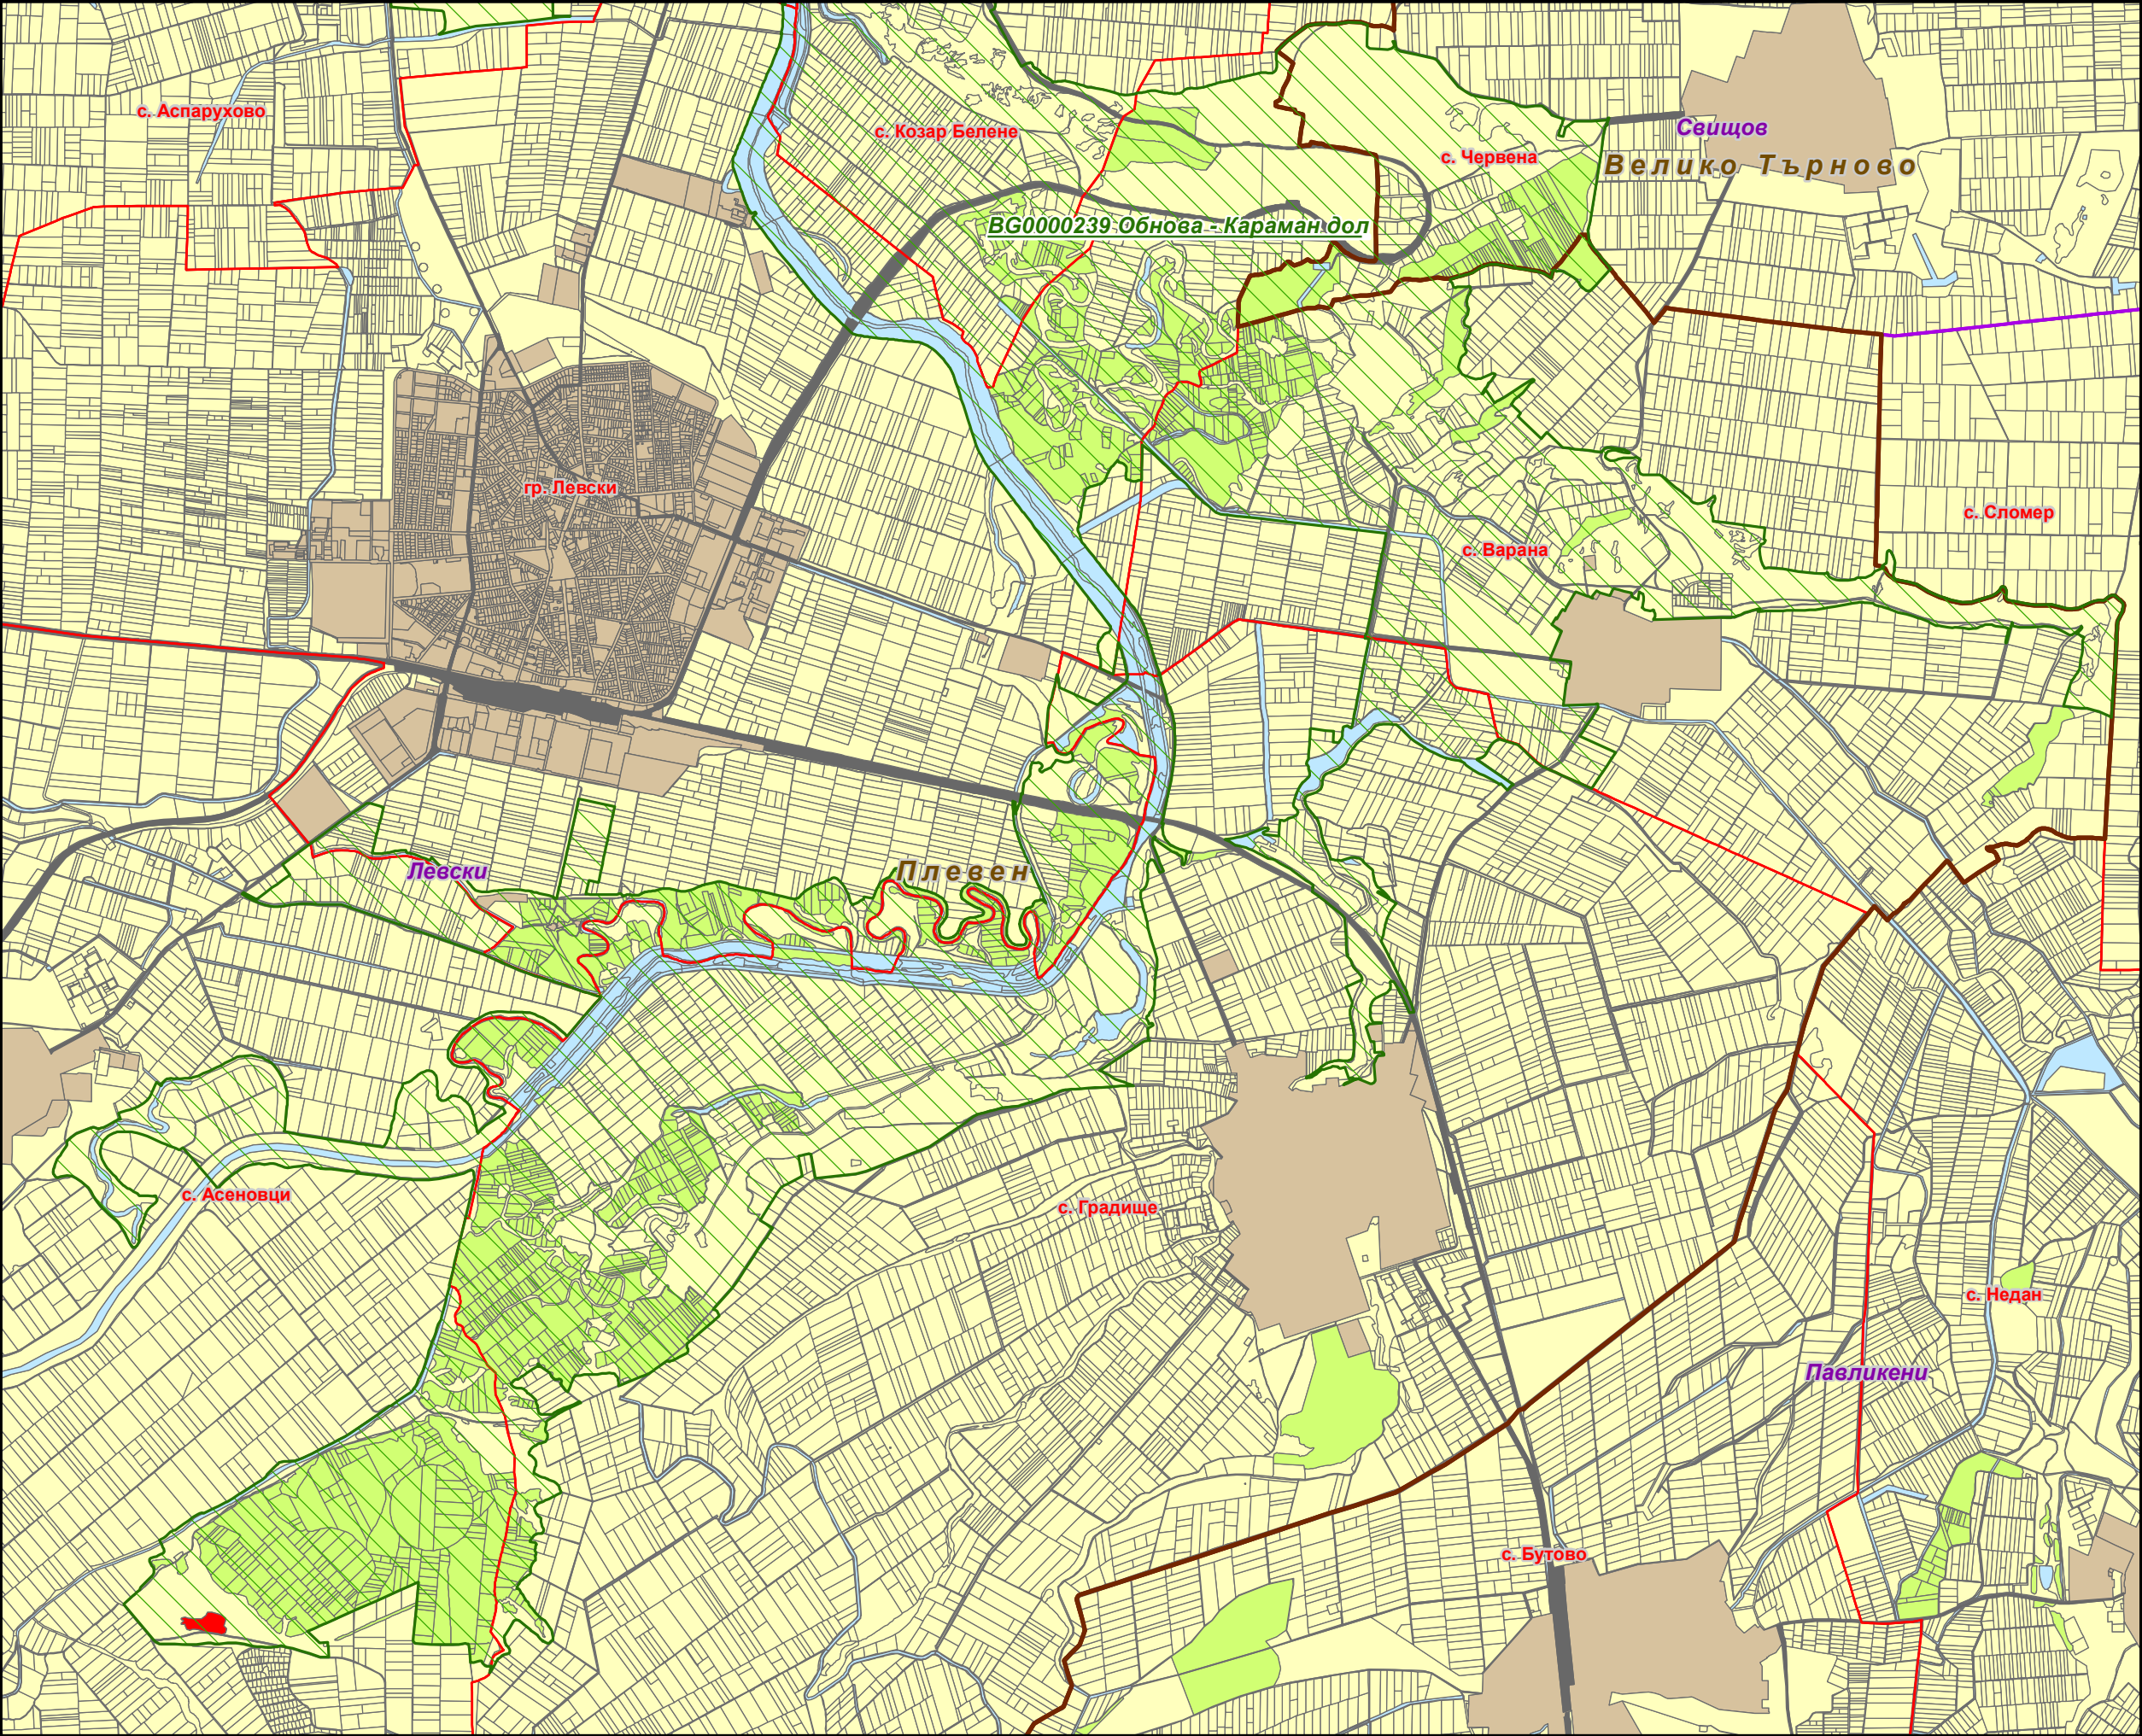 с. Аспарухово
с. Козар Белене
Свищов
с. Червена
Велико Търново
BG0000239 Обнова - Караман дол
гр. Левски
с. Сломер
с. Варана
Левски
Плевен
с. Асеновци
с. Градище
с. Недан
Павликени
с. Бутово